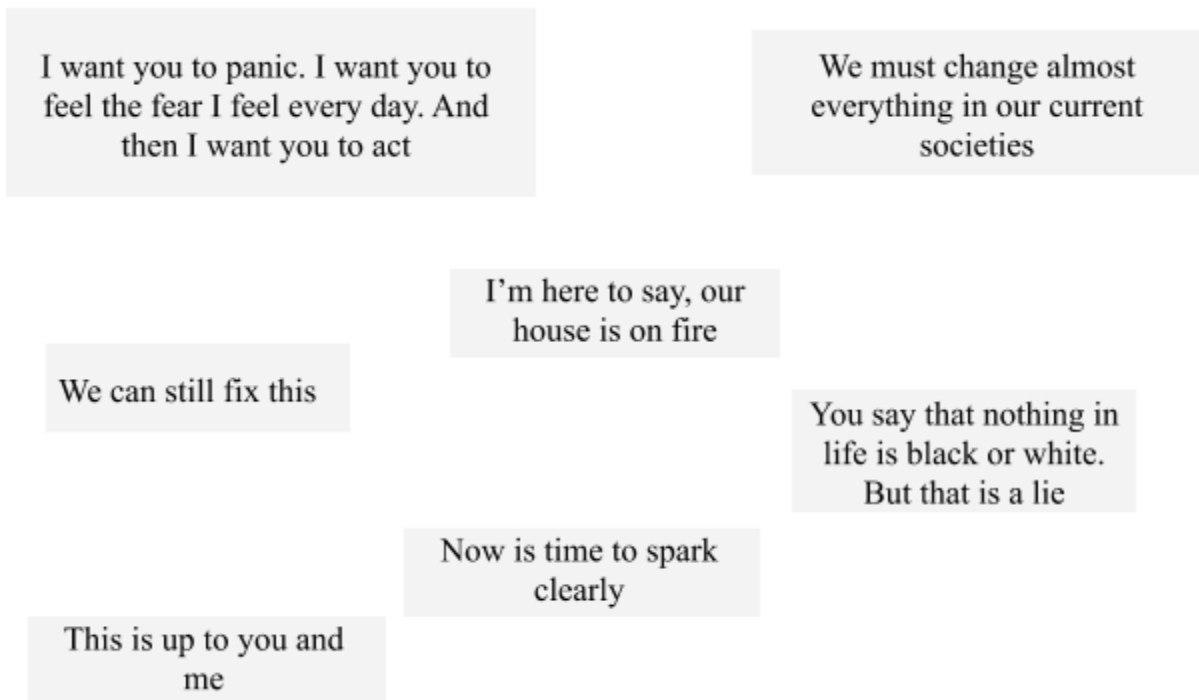 I want you to panic. I want you to
feel the fear I feel every day. And
then I want you to act
We must change almost
everything in our current
societies
I'm here to say, our
house is on fire
We can still fix this
You say that nothing in
life is black or white.
But that is a lie
Now is time to spark
clearly
This is up to you and
me